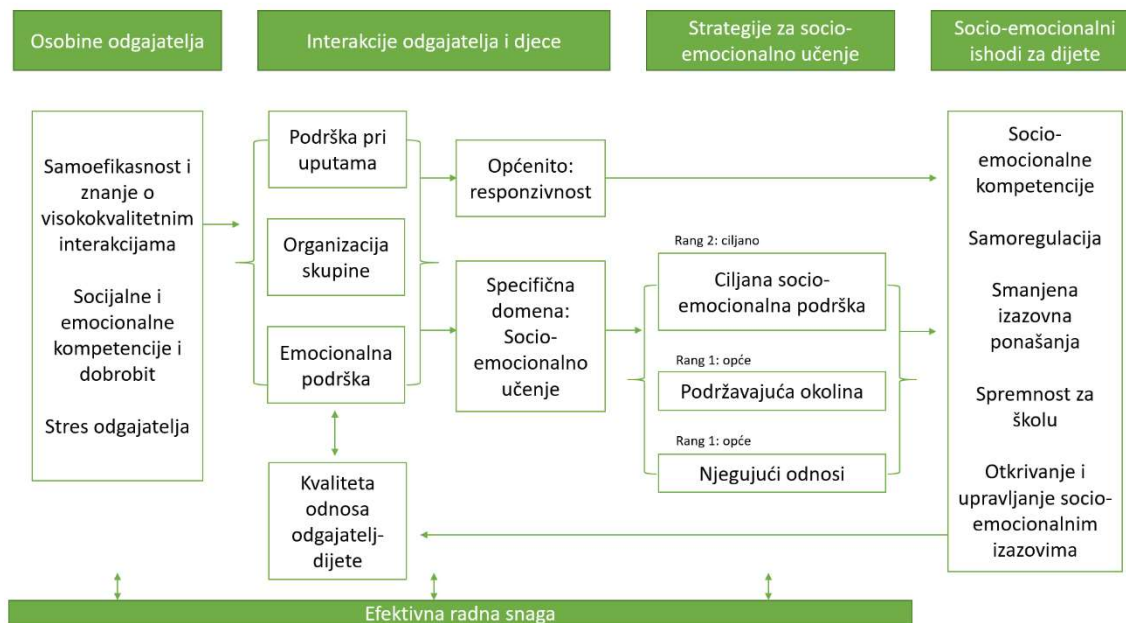 Osobine odgajatelja
Interakcije odgajatelja i djece
Strategije za socio-
emocionalno učenje
Socio-emocionalni
ishodi za dijete
Samoefikasnost i
znanje o
visokokvalitetnim
interakcijama
Socijalne i
emocionalne
kompetencije i
dobrobit
Stres odgajatelja
Podrška pri
uputama
Organizacija
skupine
Emocionalna
podrška
Kvaliteta
odnosa
odgajatelj-
dijete
Općenito:
responzivnost
Specifična
domena:
Socio-
emocionalno
učenje
Rang 2: ciljano
Ciljana socio-
emocionalna podrška
Rang 1: opće
Podržavajuća okolina
Rang 1: opće
Njegujući odnosi
Socio-
emocionalne
kompetencije
Samoregulacija
Smanjena
izazovna
ponašanja
Spremnost za
školu
Otkrivanje i
upravljanje socio-
emocionalnim
izazovima
Efektivna radna snaga